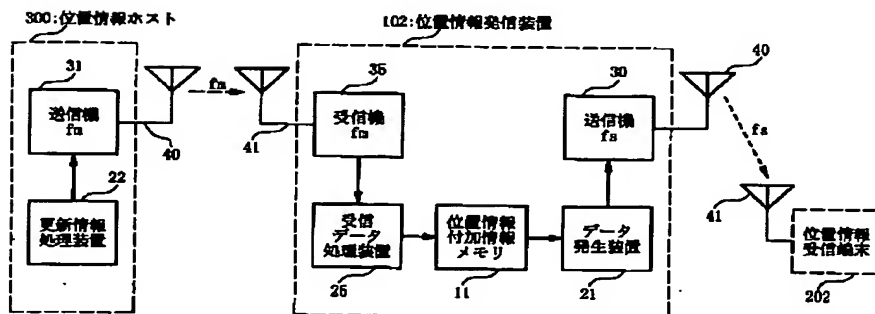 300:位置情報ホスト
102:位置情報発信装置
31
送信機
fm
40
22
更新情報
処理装置
fm
41
35
受信機
fm
受信
データ
処理装置
25
位置情報
付加情報
メモリ
11
データ
発生装置
21
30
送信機
fs
40
fs
41
位置情報
受信端末
202